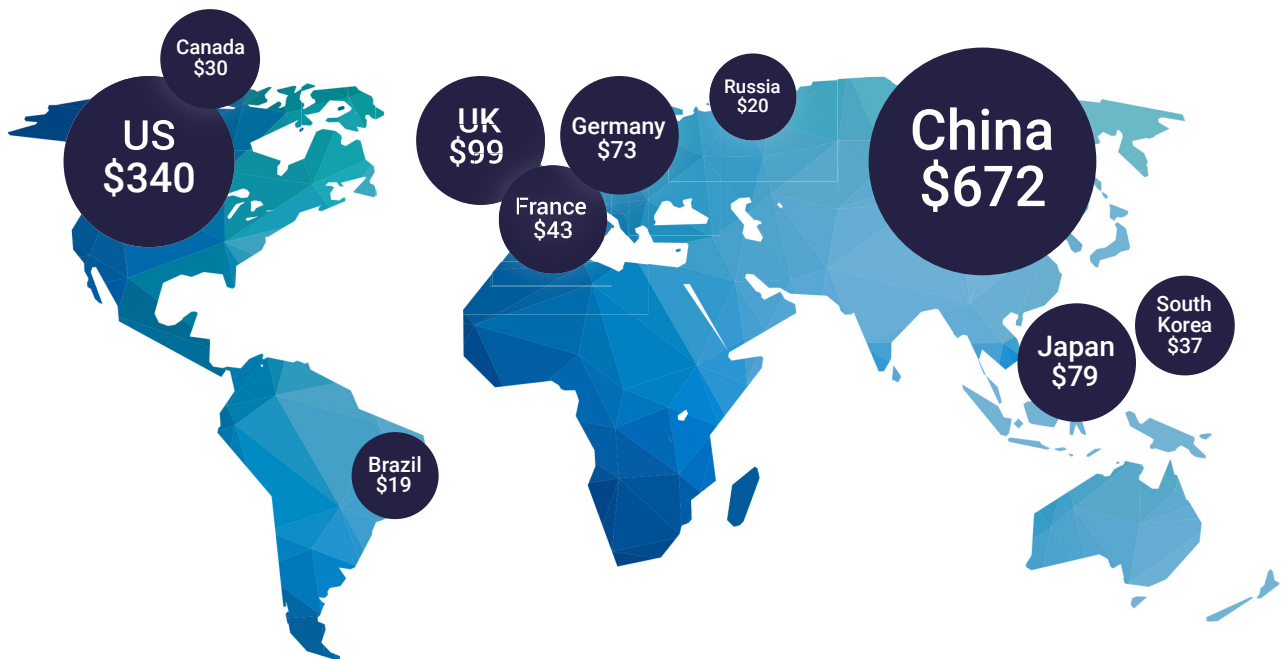 Canada
$30
US
$340
UK
$99
Germany
$73
France
$43
Russia
$20
China
$672
South
Korea
$37
Japan
$79
Brazil
$19